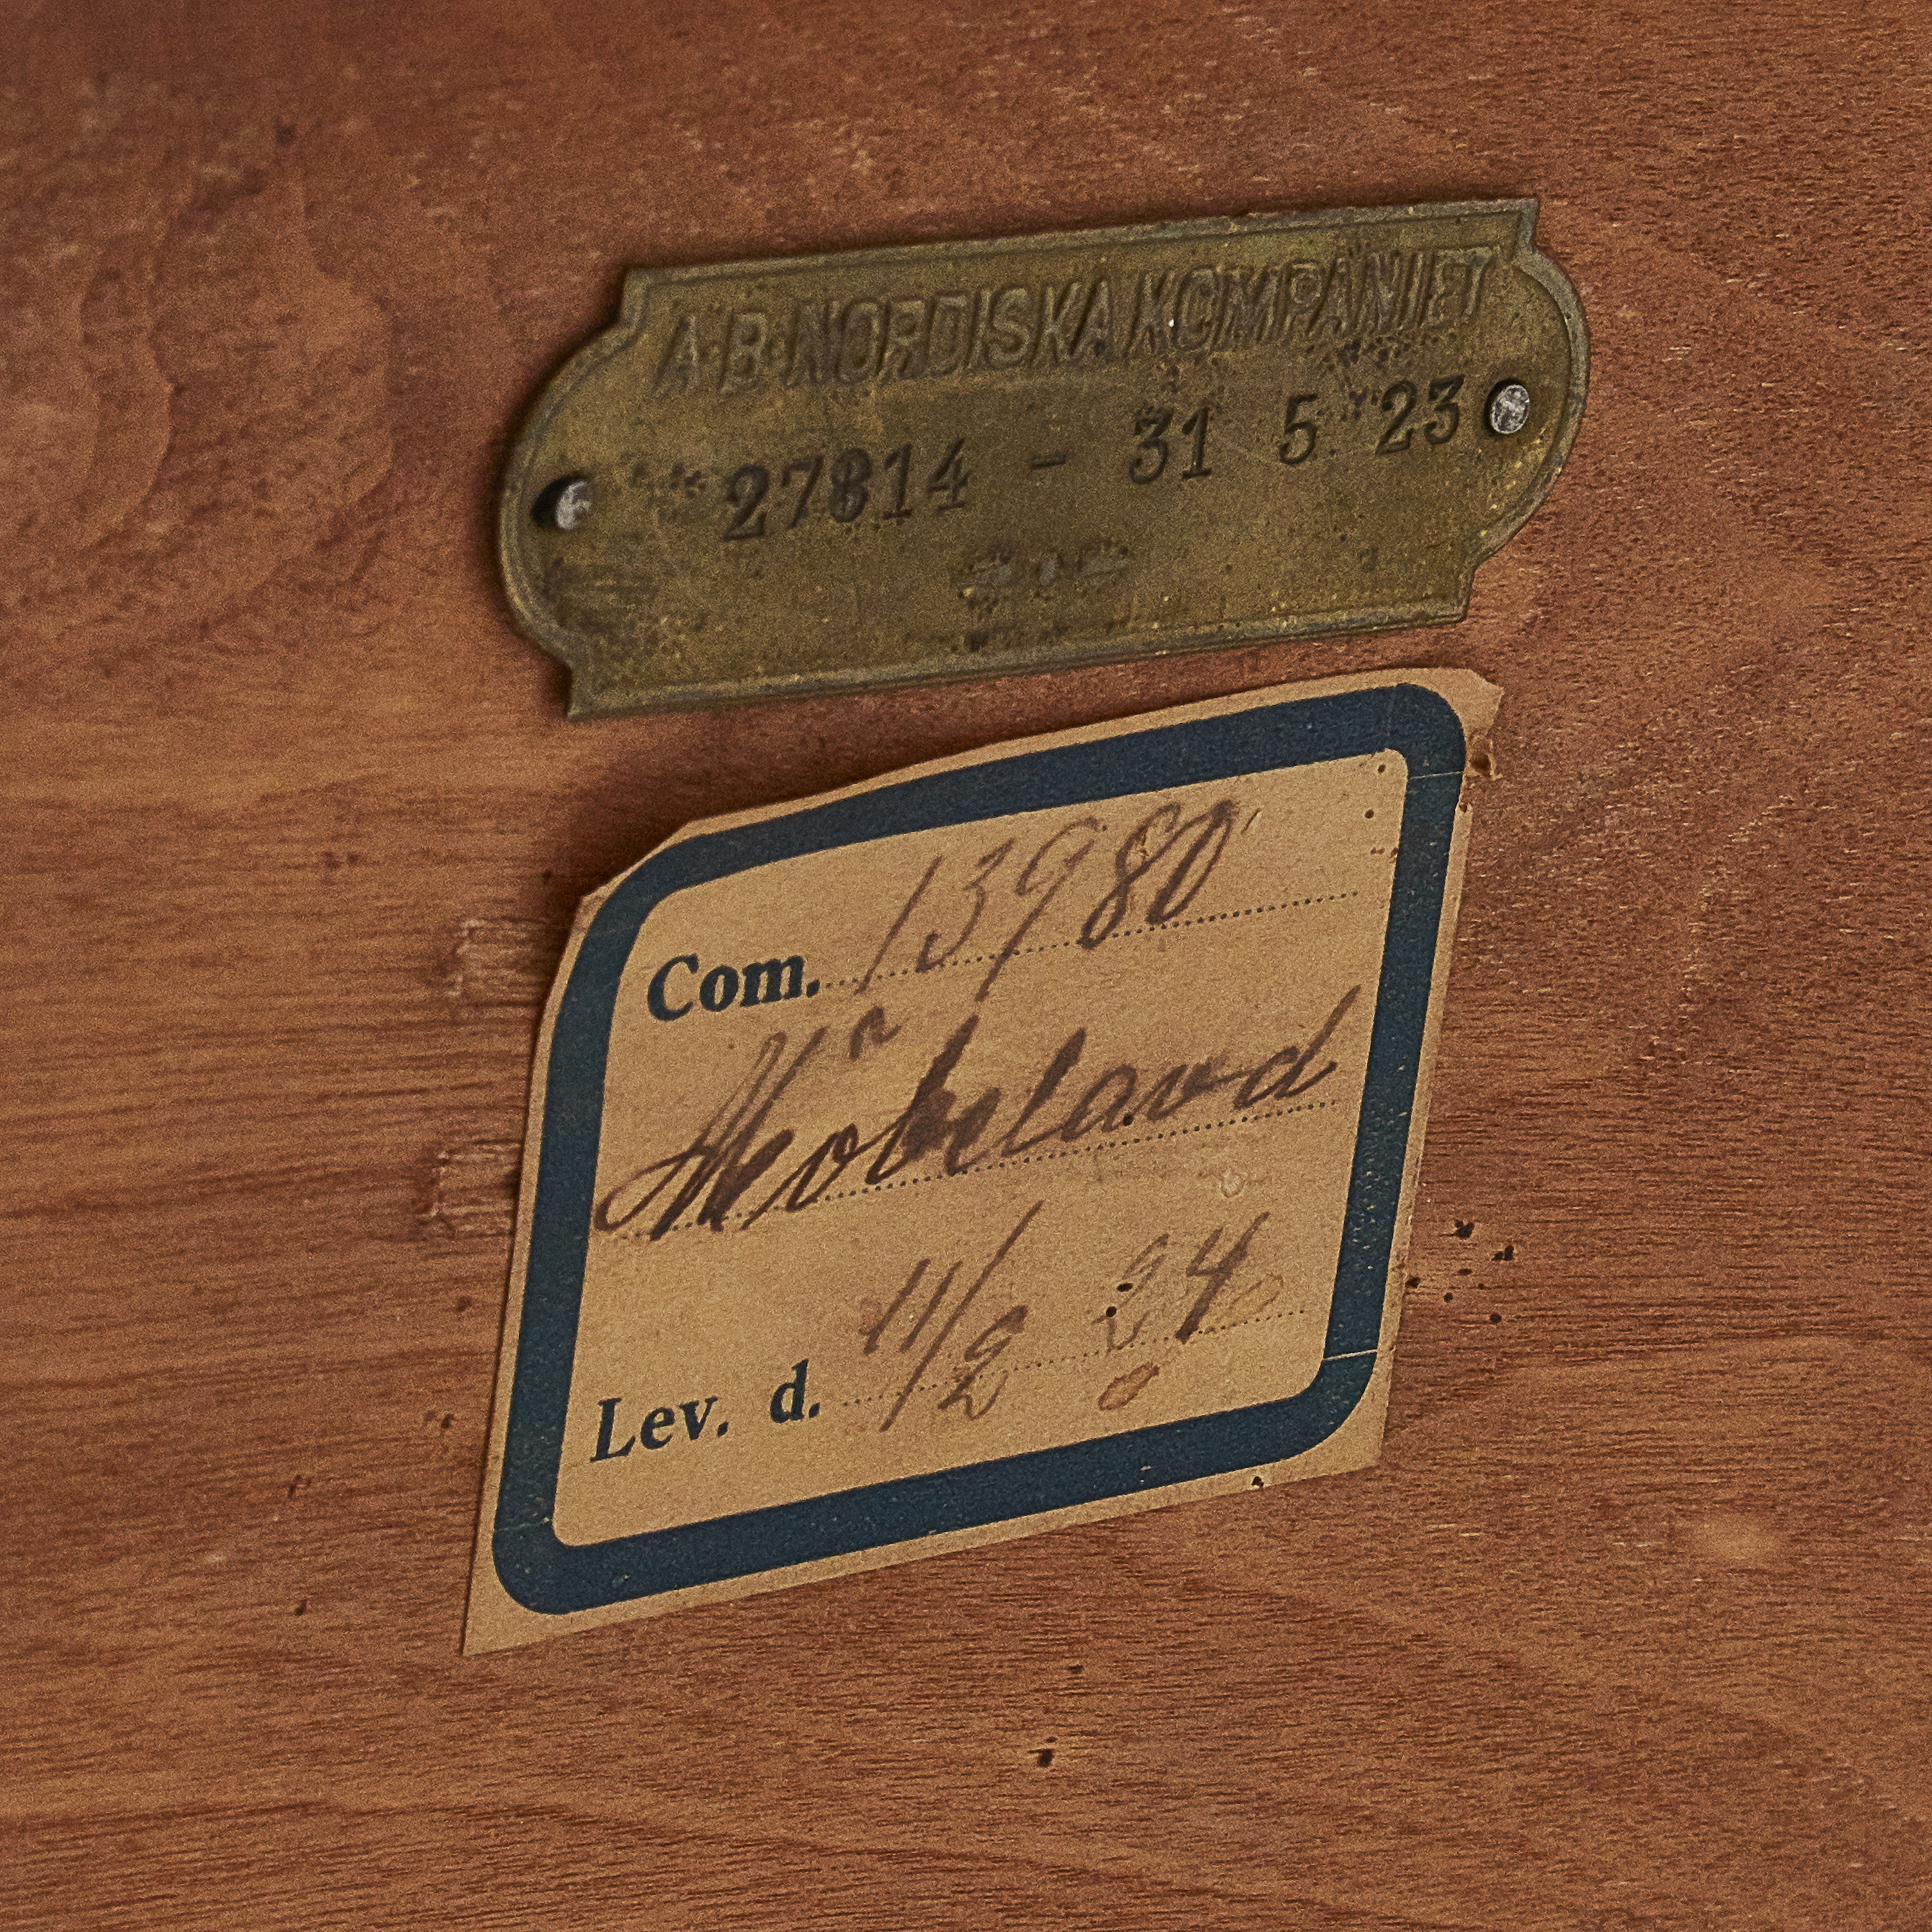 A·B·NORDISKA KOMPANIET
27814 - 31 5 23
Com. 13980
Lev. d. 11/2 24